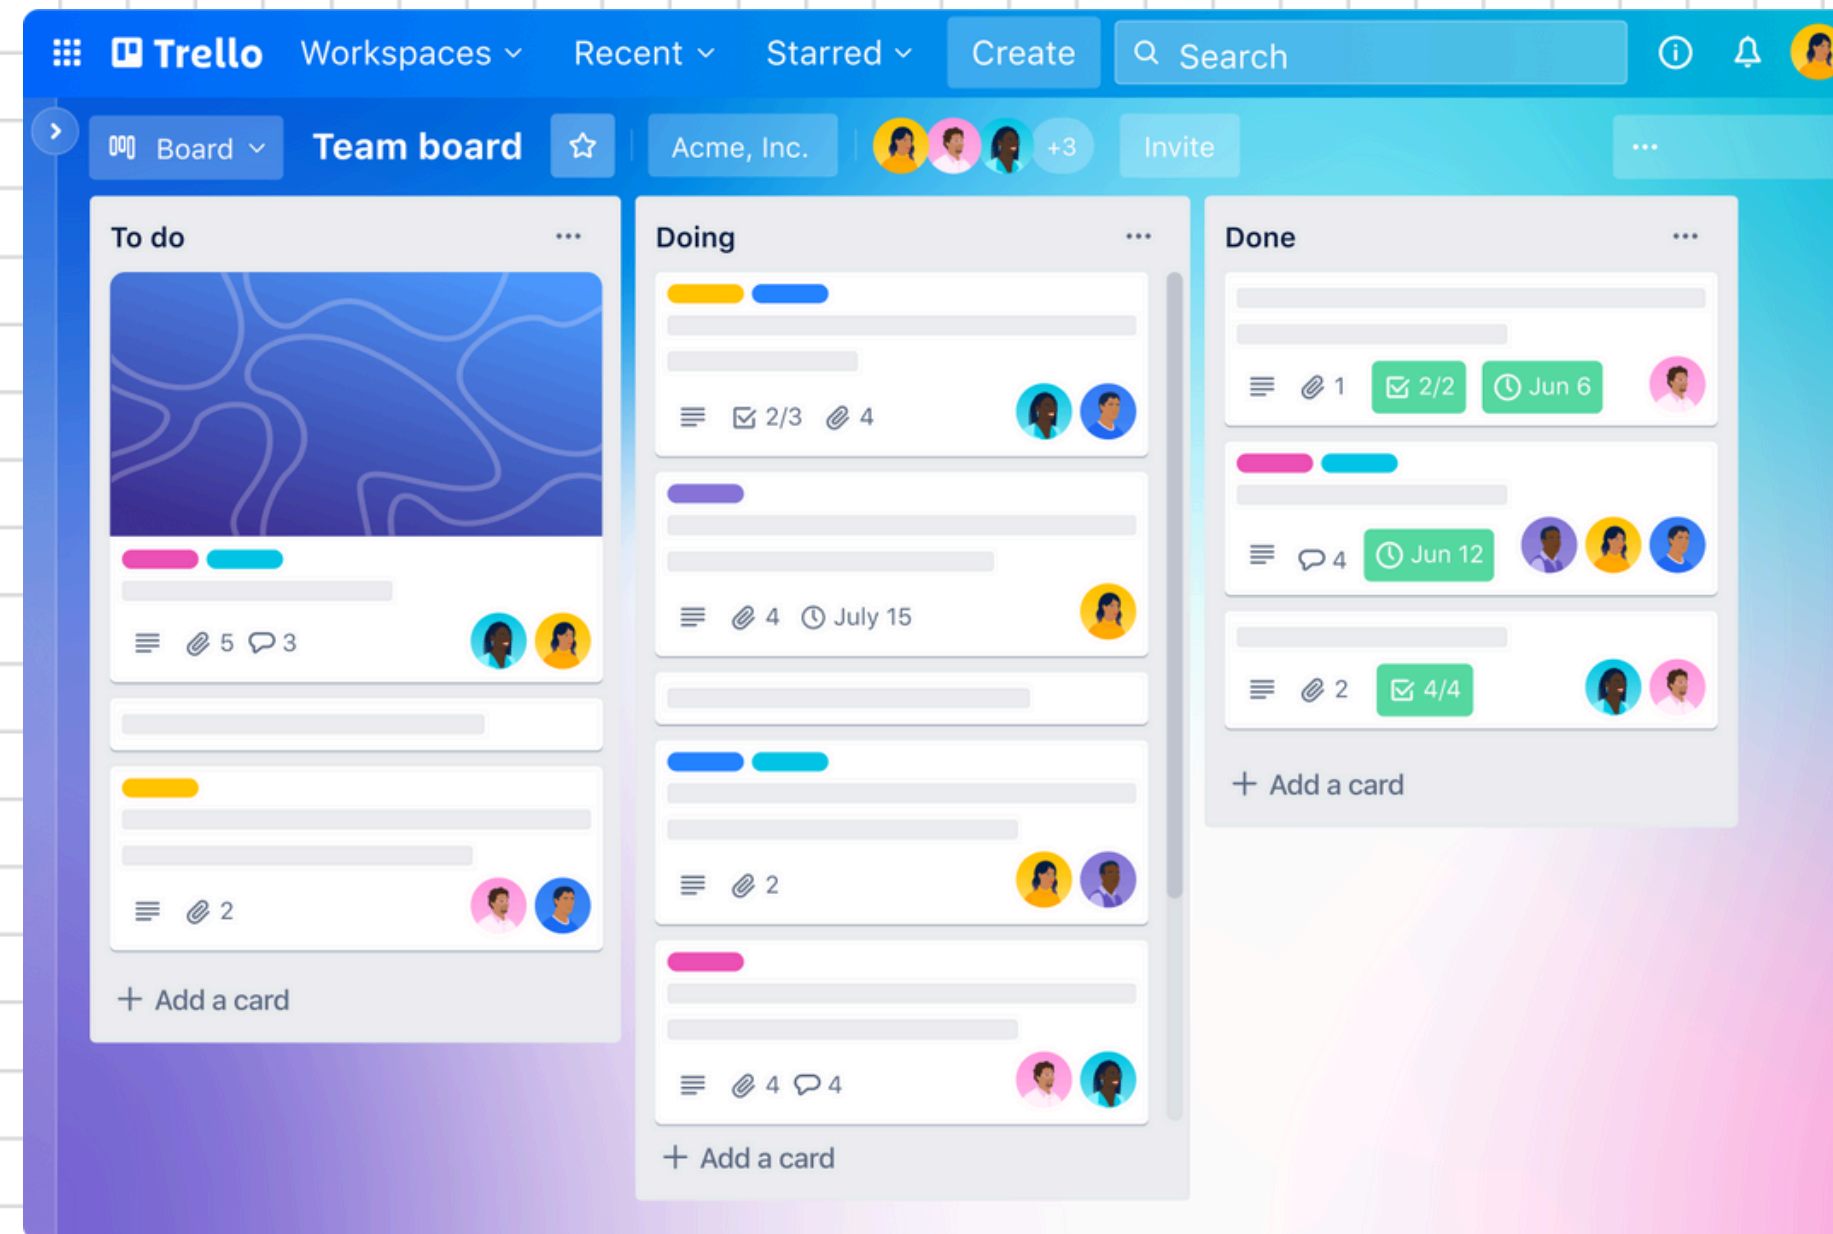 Trello Workspaces Recent Starred Create Search
Board Team board Acme, Inc. +3 Invite
To do
5 3
2
Add a card
Doing
2/3 4
4 July 15
2
4 4
Add a card
Done
1 2/2 Jun 6
4 Jun 12
2 4/4
Add a card